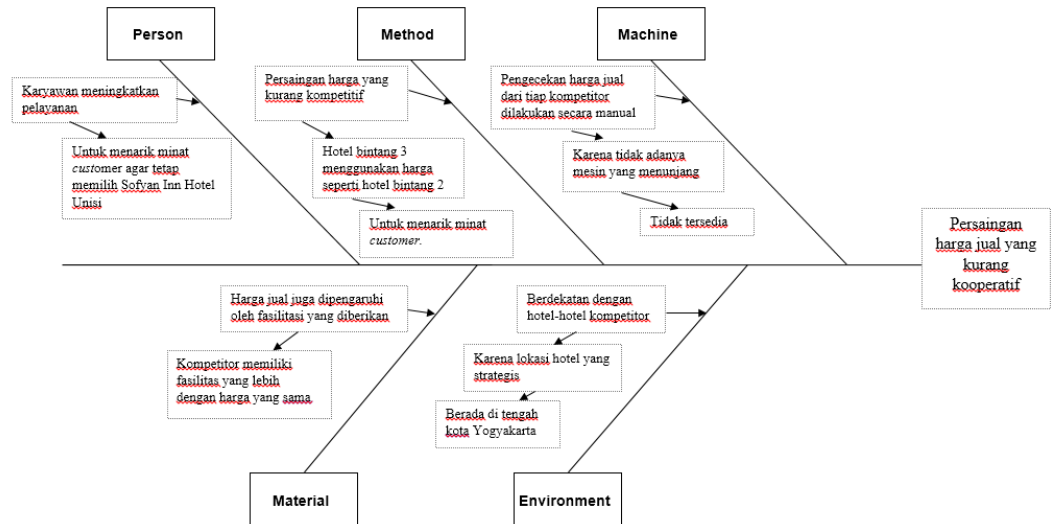 Person
Method
Machine
Karyawan meningkatkan
pelayanan
Untuk menarik minat
customer agar tetap
memilih Sofyan Inn Hotel
Unisi
Persaingan harga yang
kurang kompetitif
Hotel bintang 3
menggunakan harga
seperti hotel bintang 2
Untuk menarik minat
customer.
Pengecekan harga jual
dari tiap kompetitor
dilakukan secara manual
Karena tidak adanya
mesin yang menunjang
Tidak tersedia
Persaingan
harga jual yang
kurang
kooperatif
Harga jual juga dipengaruhi
oleh fasilitasi yang diberikan
Kompetitor memiliki
fasilitas yang lebih
dengan harga yang sama
Berdekatan dengan
hotel-hotel kompetitor
Karena lokasi hotel yang
strategis
Berada di tengah
kota Yogyakarta
Material
Environment